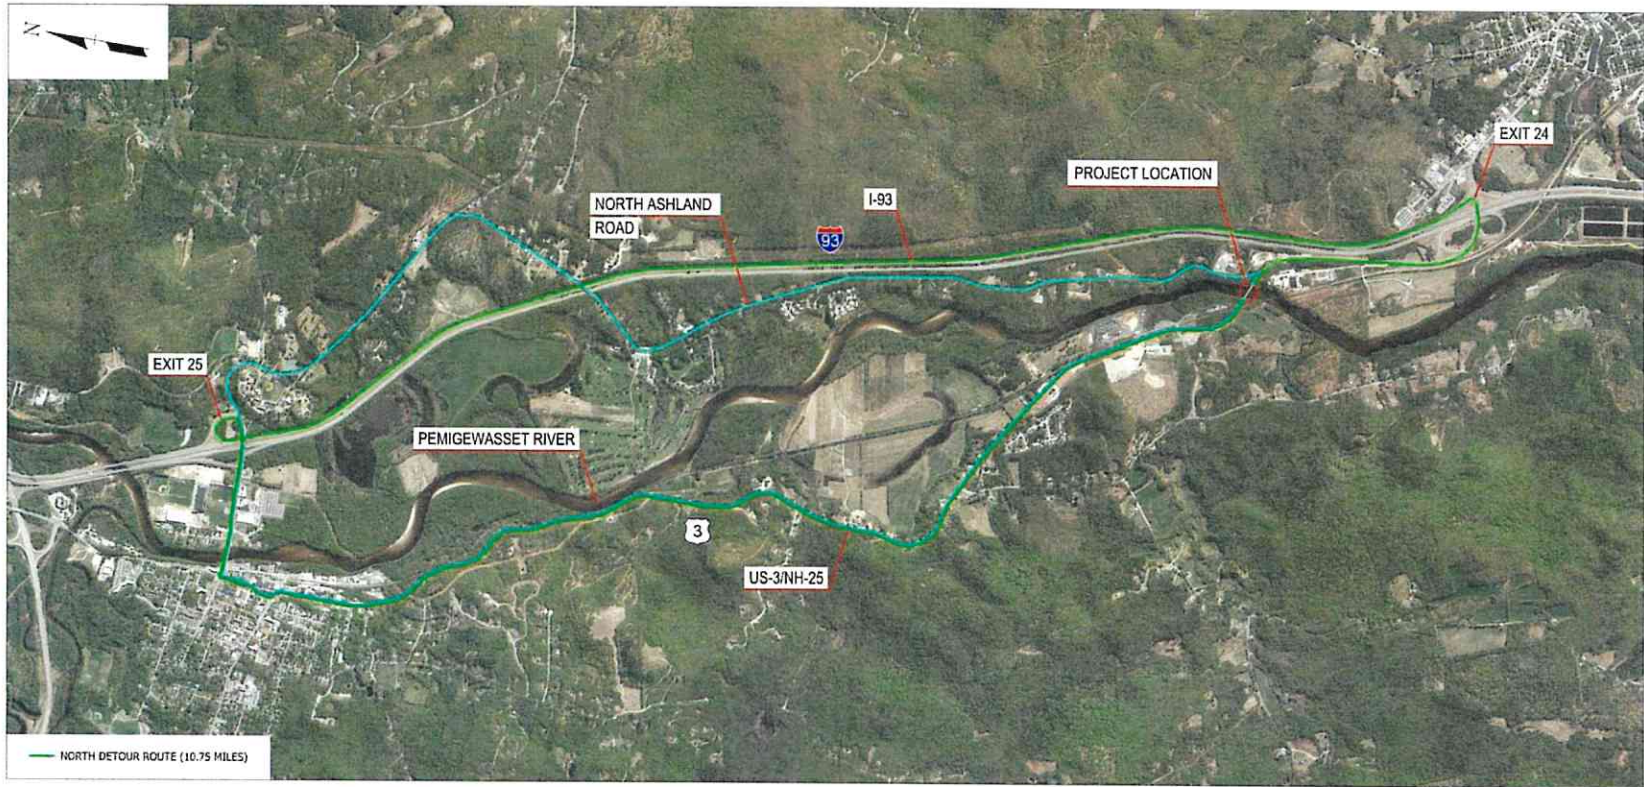 N
EXIT 24
PROJECT LOCATION
NORTH ASHLAND
ROAD
I-93
93
EXIT 25
PEMIGEWASSET RIVER
3
US-3/NH-25
NORTH DETOUR ROUTE (10.75 MILES)